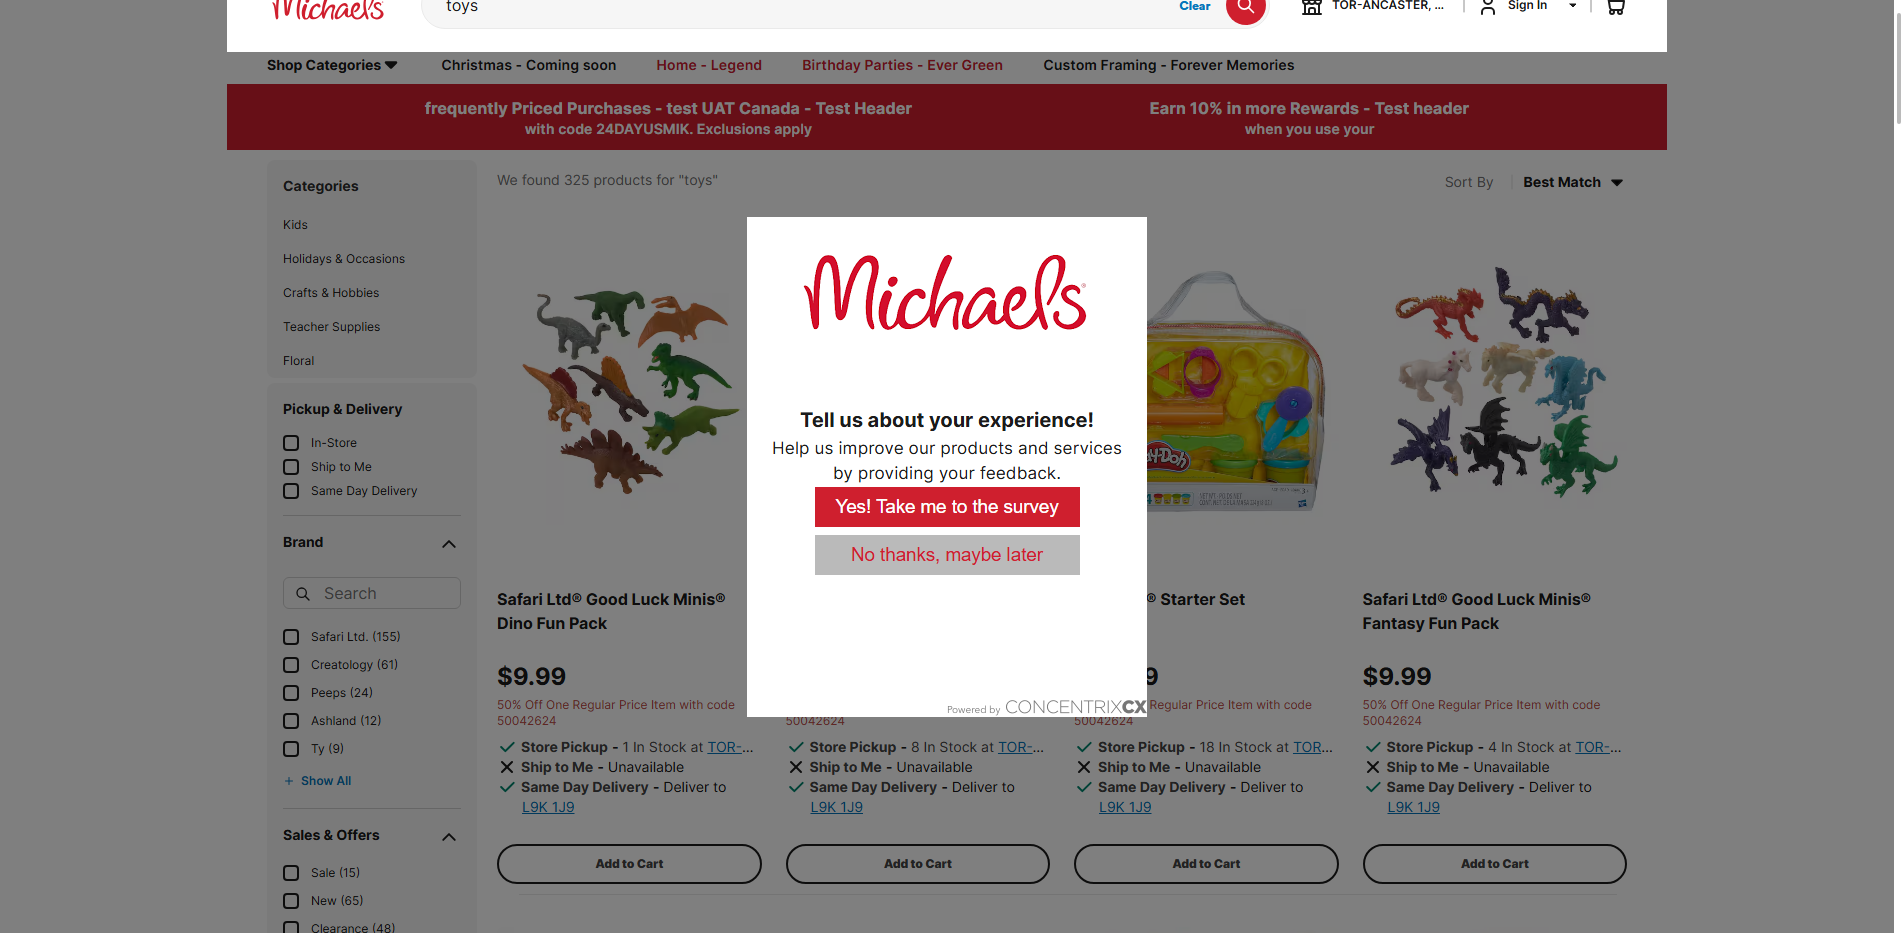 Michaels
toys
Clear
TOR-ANCASTER, ...
Sign In
Shop Categories
Christmas - Coming soon
Home - Legend
Birthday Parties - Ever Green
Custom Framing - Forever Memories
frequently Priced Purchases - test UAT Canada - Test Header
with code 24DAYUSMIK. Exclusions apply
Earn 10% in more Rewards - Test header
when you use your
Categories
Kids
Holidays & Occasions
Crafts & Hobbies
Teacher Supplies
Floral
Pickup & Delivery
In-Store
Ship to Me
Same Day Delivery
Brand
Search
Safari Ltd. (155)
Creatology (61)
Peeps (24)
Ashland (12)
Ty (9)
+ Show All
Sales & Offers
Sale (15)
New (65)
Clearance (48)
We found 325 products for "toys"
Sort By
Best Match
Michaels
Tell us about your experience!
Help us improve our products and services
by providing your feedback.
Yes! Take me to the survey
No thanks, maybe later
Powered by CONCENTRIXCX
Safari Ltd® Good Luck Minis®
Dino Fun Pack
$9.99
50% Off One Regular Price Item with code
50042624
Store Pickup - 1 In Stock at TOR-...
Ship to Me - Unavailable
Same Day Delivery - Deliver to
L9K 1J9
Add to Cart
50042624
Store Pickup - 8 In Stock at TOR-...
Ship to Me - Unavailable
Same Day Delivery - Deliver to
L9K 1J9
Add to Cart
® Starter Set
9
Regular Price Item with code
50042624
Store Pickup - 18 In Stock at TOR...
Ship to Me - Unavailable
Same Day Delivery - Deliver to
L9K 1J9
Add to Cart
Safari Ltd® Good Luck Minis®
Fantasy Fun Pack
$9.99
50% Off One Regular Price Item with code
50042624
Store Pickup - 4 In Stock at TOR-...
Ship to Me - Unavailable
Same Day Delivery - Deliver to
L9K 1J9
Add to Cart